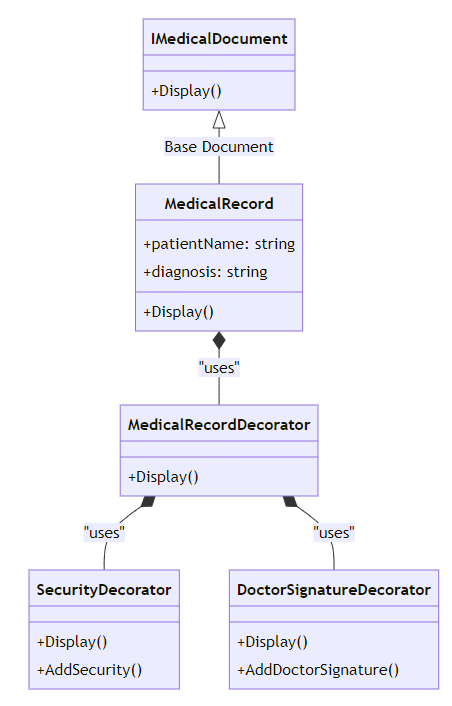 IMedicalDocument
+Display()
Base Document
MedicalRecord
+patientName: string
+diagnosis: string
+Display()
"uses"
MedicalRecordDecorator
+Display()
"uses"
"uses"
SecurityDecorator
+Display()
+AddSecurity()
DoctorSignatureDecorator
+Display()
+AddDoctorSignature()